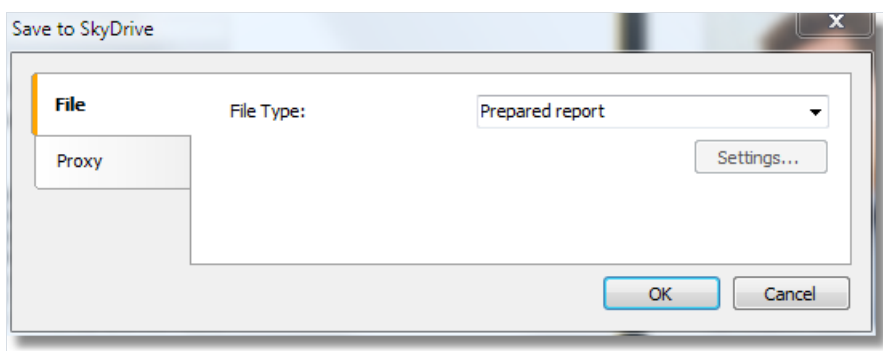 Save to SkyDrive
File
File Type:
Prepared report
Proxy
Settings...
OK
Cancel